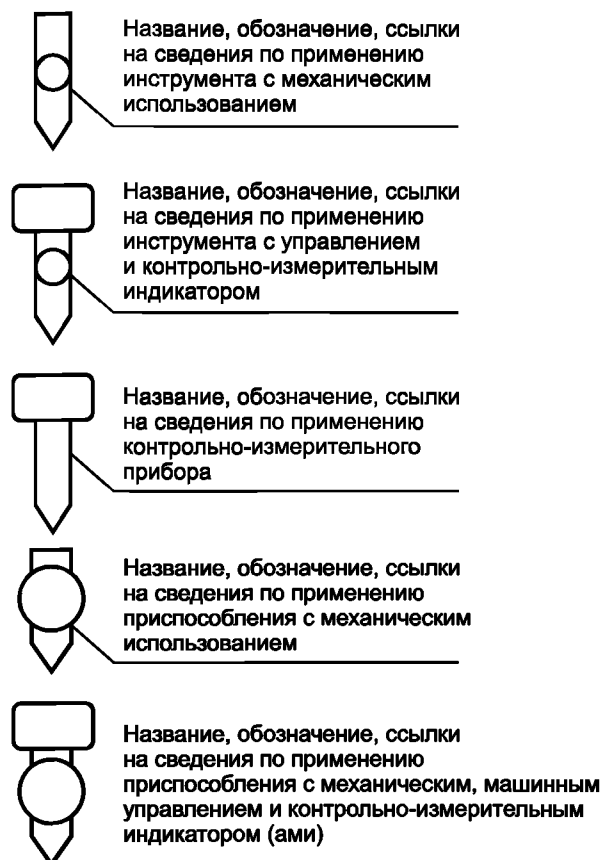 Название, обозначение, ссылки
на сведения по применению
инструмента с механическим
использованием
Название, обозначение, ссылки
на сведения по применению
инструмента с управлением
и контрольно-измерительным
индикатором
Название, обозначение, ссылки
на сведения по применению
контрольно-измерительного
прибора
Название, обозначение, ссылки
на сведения по применению
приспособления с механическим
использованием
Название, обозначение, ссылки
на сведения по применению
приспособления с механическим, машинным
управлением и контрольно-измерительным
индикатором (ами)